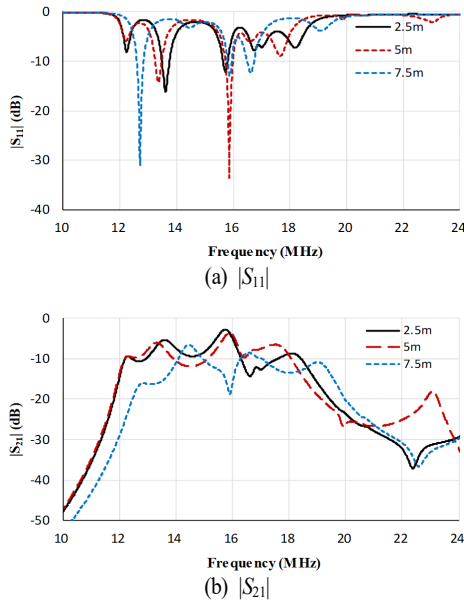 0
-10
-20
-30
-40
|S11| (dB)
2.5m
5m
7.5m
10 12 14 16 18 20 22 24
Frequency (MHz)
(a) |S11|
0
-10
-20
-30
-40
-50
|S21| (dB)
2.5m
5m
7.5m
10 12 14 16 18 20 22 24
Frequency (MHz)
(b) |S21|